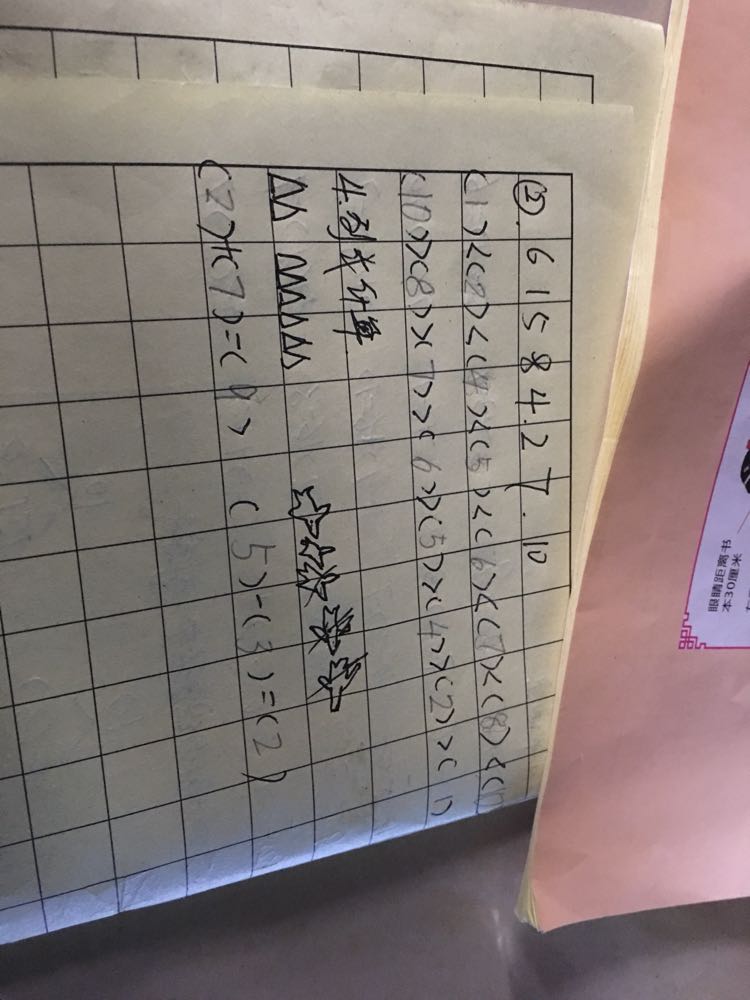 ② 6 1 5 8 4. 2 7. 10
(1)<(2)<(4)<(5)<(6)<(7)<(8)<(10)
(10)>(8)>(7)>(6)>(5)>(4)>(2)>(1)
4.列式计算
(2)+(7)=(9) (5)-(3)=(2)
眼睛距离书
本30厘米